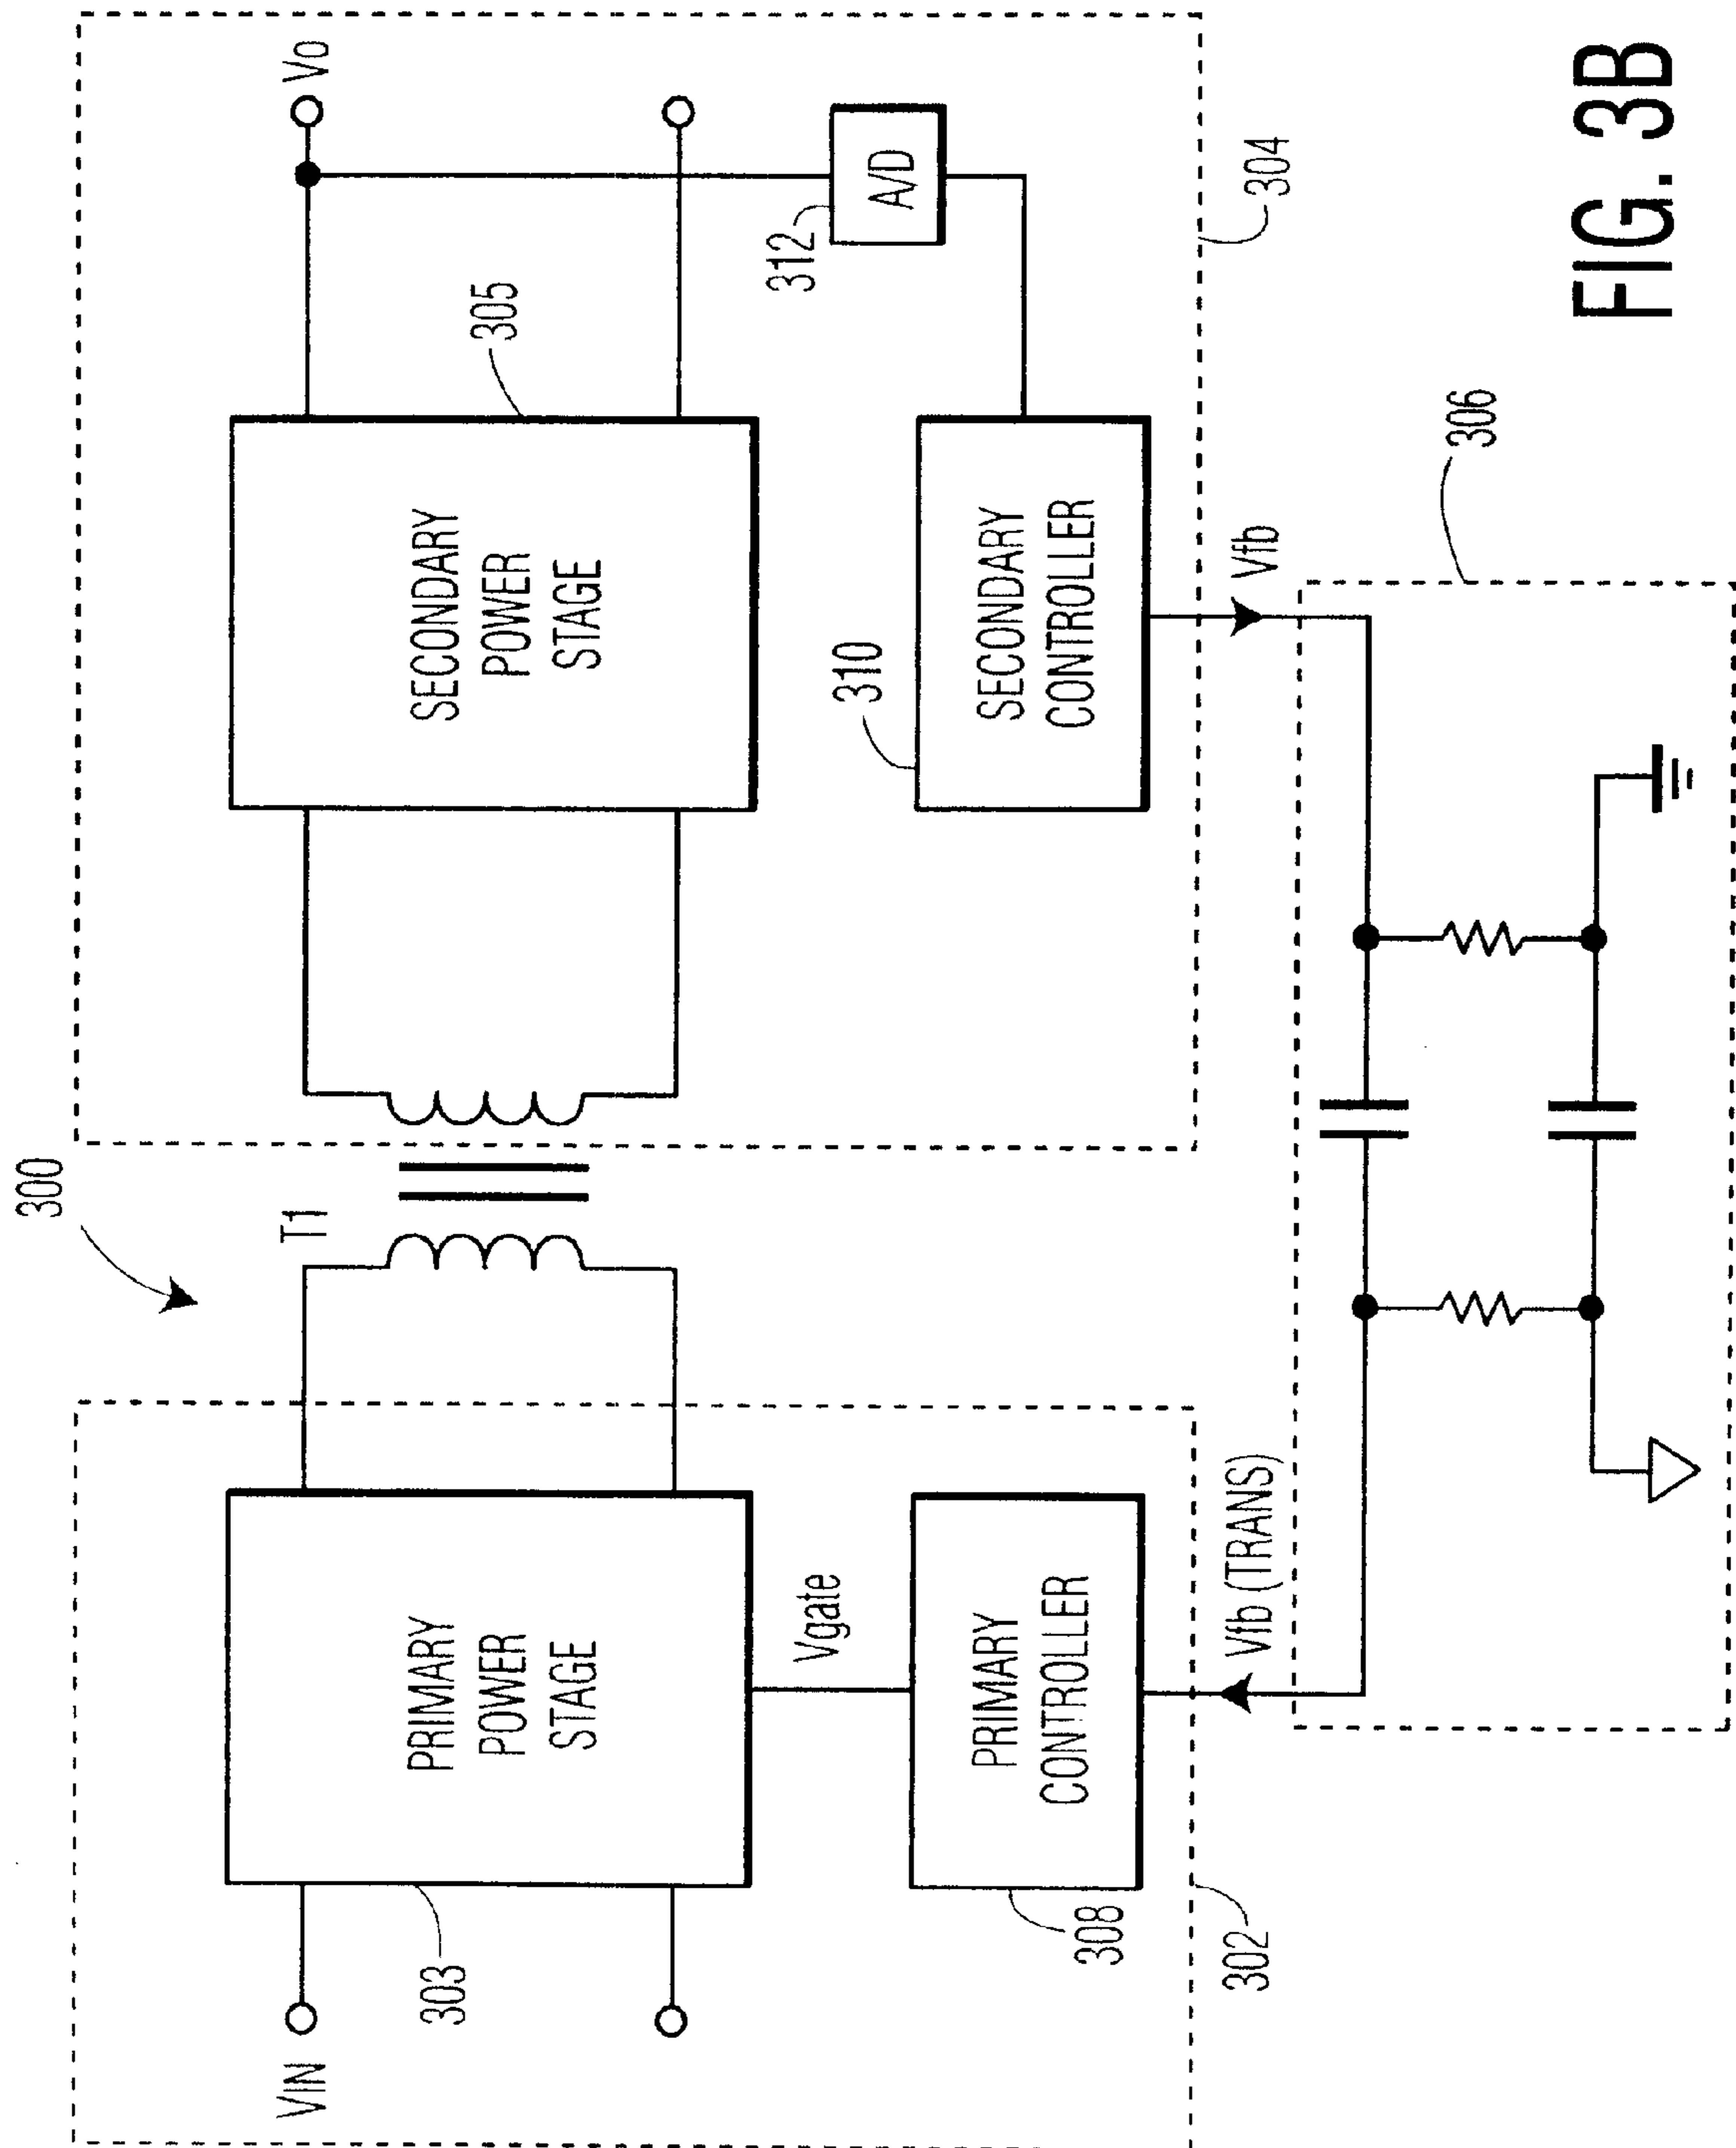 300
T1
VIN
Vo
PRIMARY
POWER
STAGE
303
SECONDARY
POWER
STAGE
305
Vgate
312
A/D
PRIMARY
CONTROLLER
308
310
SECONDARY
CONTROLLER
302
304
Vfb (TRANS)
Vfb
306
FIG. 3B